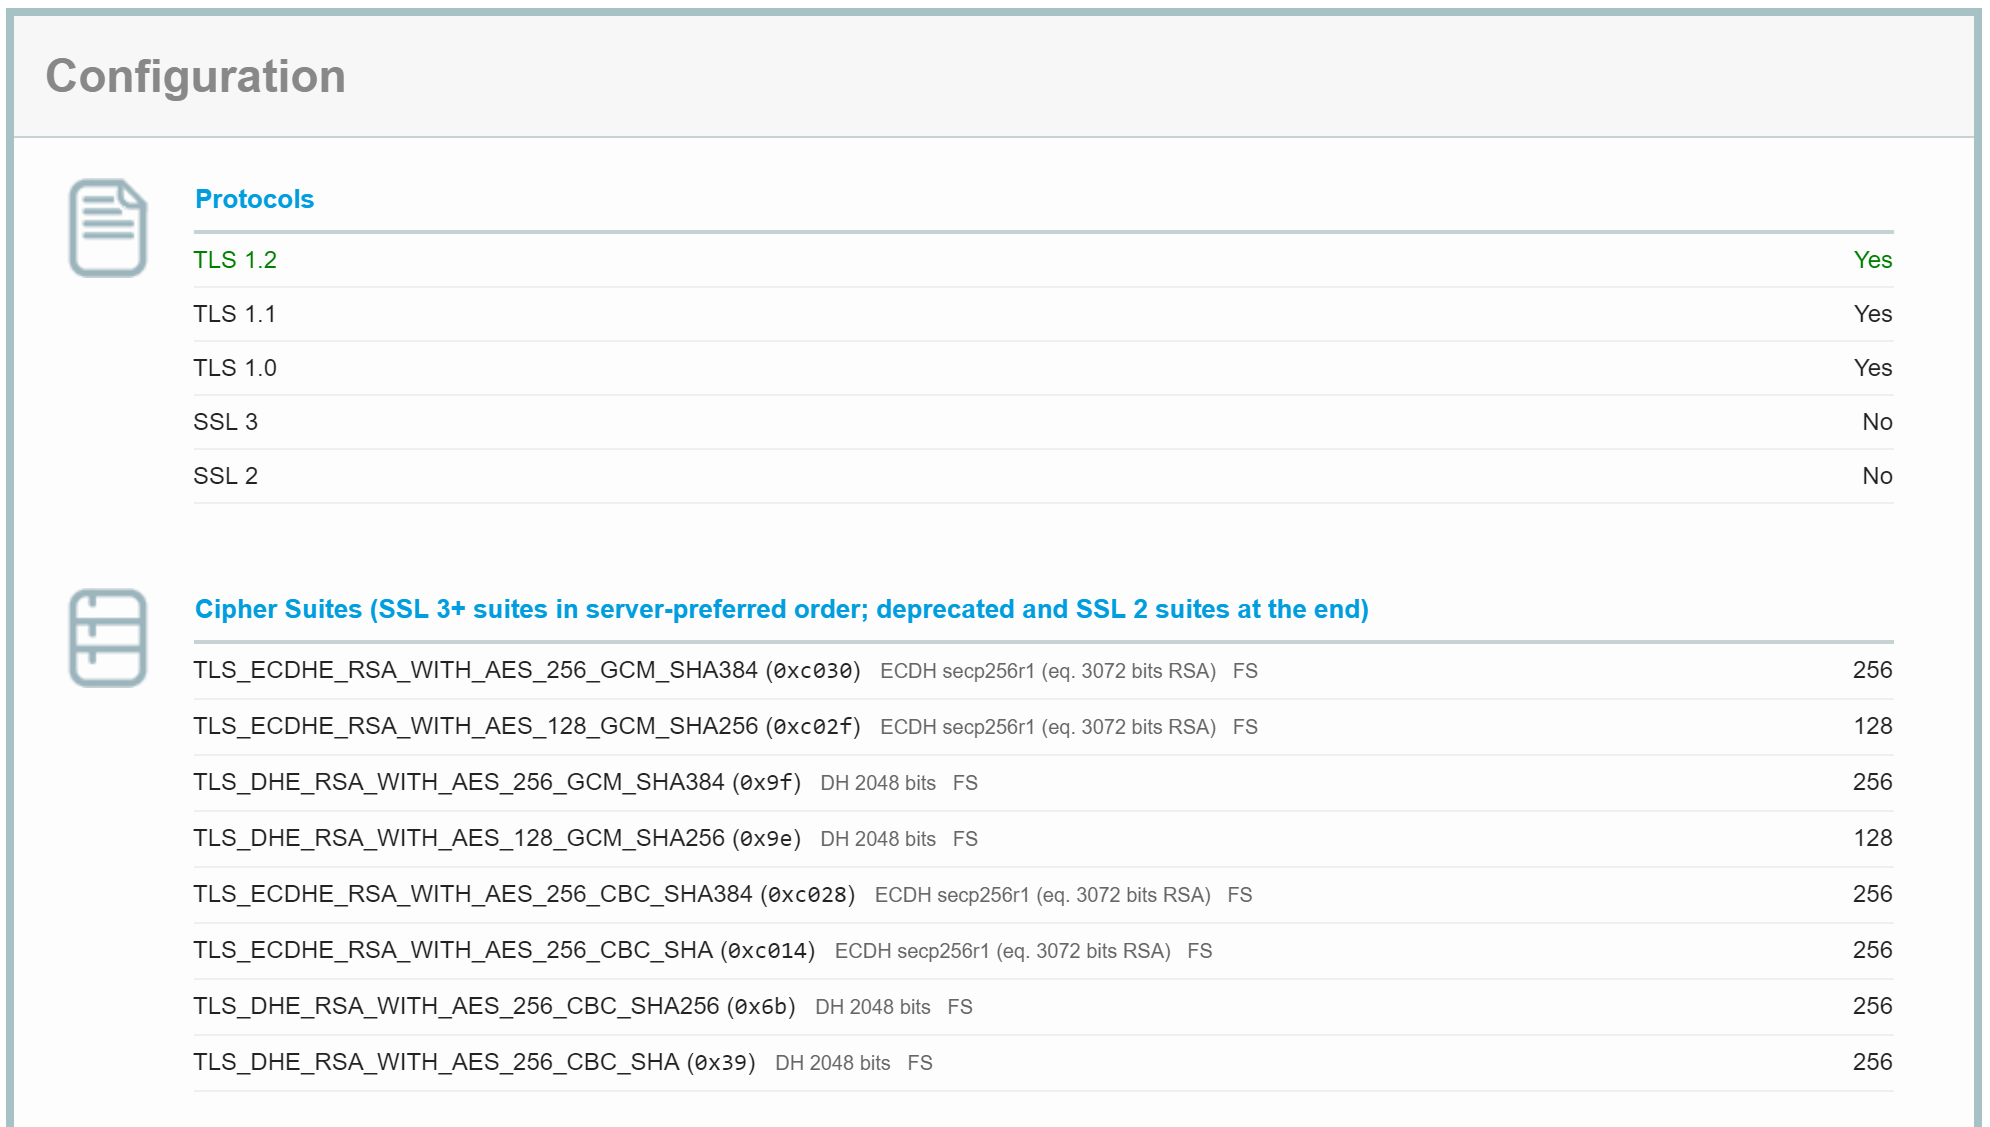 Configuration
Protocols
TLS 1.2 Yes
TLS 1.1 Yes
TLS 1.0 Yes
SSL 3 No
SSL 2 No
Cipher Suites (SSL 3+ suites in server-preferred order; deprecated and SSL 2 suites at the end)
TLS_ECDHE_RSA_WITH_AES_256_GCM_SHA384 (0xc030) ECDH secp256r1 (eq. 3072 bits RSA) FS 256
TLS_ECDHE_RSA_WITH_AES_128_GCM_SHA256 (0xc02f) ECDH secp256r1 (eq. 3072 bits RSA) FS 128
TLS_DHE_RSA_WITH_AES_256_GCM_SHA384 (0x9f) DH 2048 bits FS 256
TLS_DHE_RSA_WITH_AES_128_GCM_SHA256 (0x9e) DH 2048 bits FS 128
TLS_ECDHE_RSA_WITH_AES_256_CBC_SHA384 (0xc028) ECDH secp256r1 (eq. 3072 bits RSA) FS 256
TLS_ECDHE_RSA_WITH_AES_256_CBC_SHA (0xc014) ECDH secp256r1 (eq. 3072 bits RSA) FS 256
TLS_DHE_RSA_WITH_AES_256_CBC_SHA256 (0x6b) DH 2048 bits FS 256
TLS_DHE_RSA_WITH_AES_256_CBC_SHA (0x39) DH 2048 bits FS 256